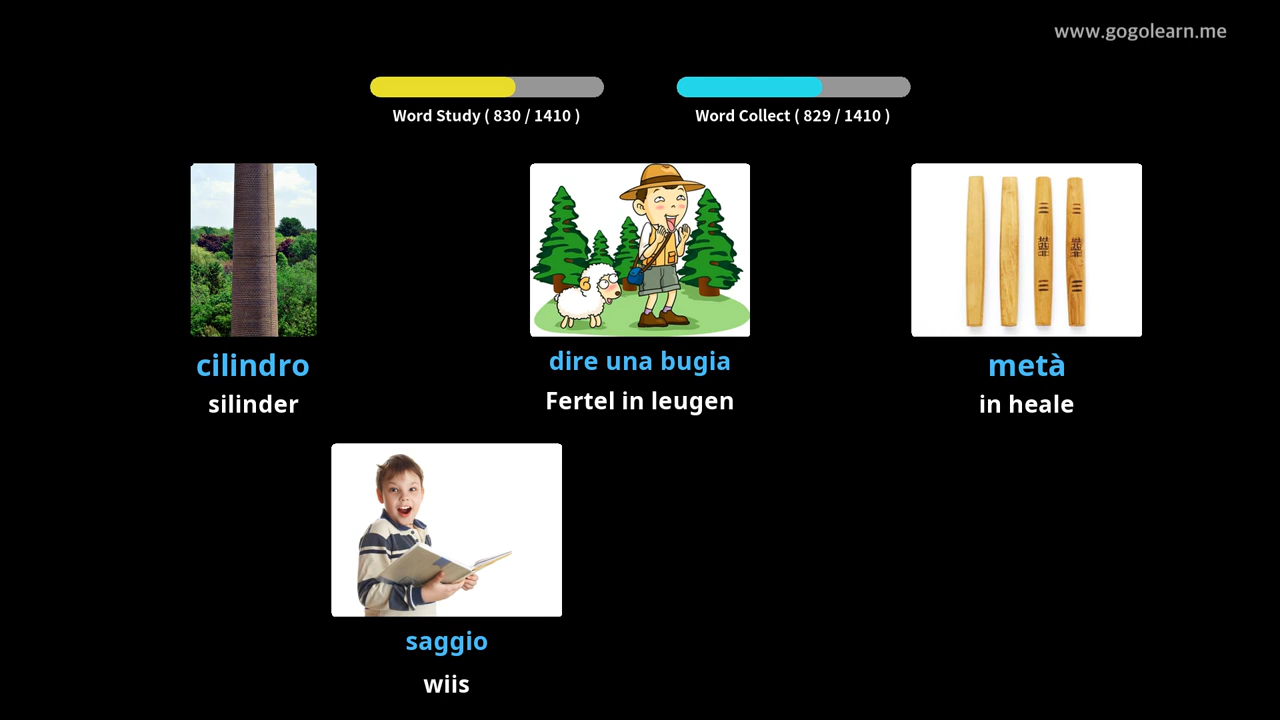 www.gogolearn.me
Word Study ( 830 / 1410 )
Word Collect ( 829 / 1410 )
cilindro
silinder
dire una bugia
Fertel in leugen
metà
in heale
saggio
wiis